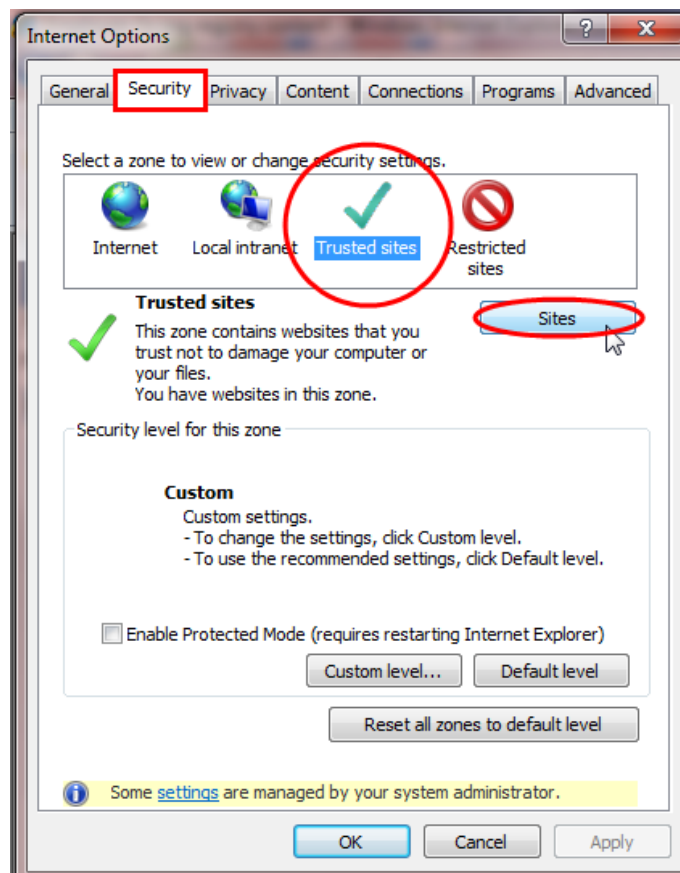 Internet Options
?
X
General Security Privacy Content Connections Programs Advanced
Select a zone to view or change security settings.
Internet Local intranet Trusted sites Restricted
sites
Trusted sites
Sites
This zone contains websites that you
trust not to damage your computer or
your files.
You have websites in this zone.
Security level for this zone
Custom
Custom settings.
- To change the settings, click Custom level.
- To use the recommended settings, click Default level.
Enable Protected Mode (requires restarting Internet Explorer)
Custom level... Default level
Reset all zones to default level
Some settings are managed by your system administrator.
OK Cancel Apply